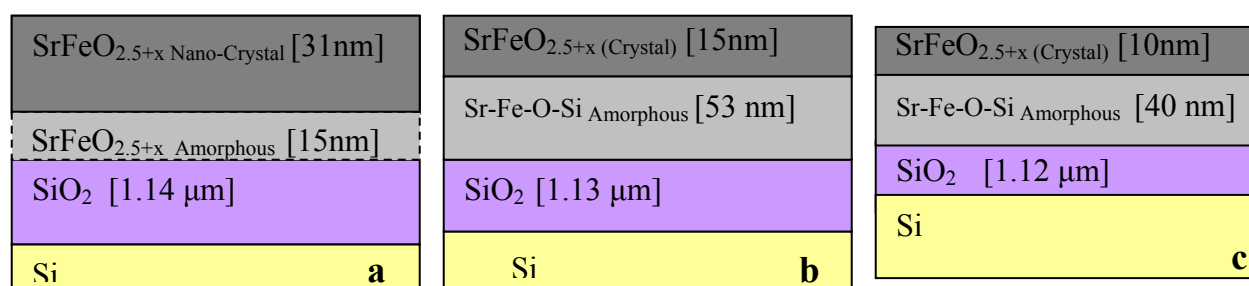 SrFeO2.5+x Nano-Crystal [31nm]
SrFeO2.5+x Amorphous [15nm]
SiO2 [1.14 μm]
Si
a
SrFeO2.5+x (Crystal) [15nm]
Sr-Fe-O-Si Amorphous [53 nm]
SiO2 [1.13 μm]
Si
b
SrFeO2.5+x (Crystal) [10nm]
Sr-Fe-O-Si Amorphous [40 nm]
SiO2 [1.12 μm]
Si
c